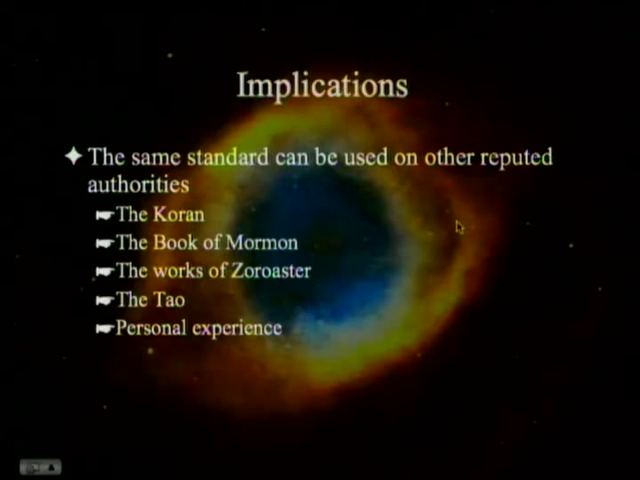 Implications
The same standard can be used on other reputed
authorities
The Koran
The Book of Mormon
The works of Zoroaster
The Tao
Personal experience